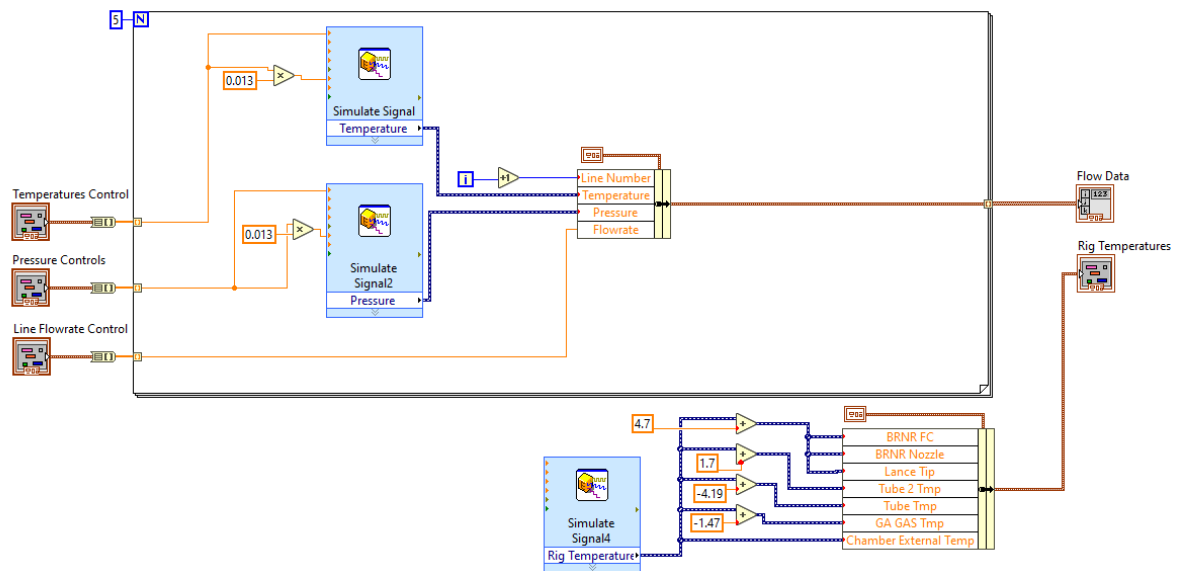 5
N
0.013
×
Simulate Signal
Temperature
i
+1
Line Number
Temperature
Pressure
Flowrate
Temperatures Control
0.013
×
Simulate
Signal2
Pressure
Pressure Controls
Line Flowrate Control
Flow Data
i
123
Rig Temperatures
4.7
+
1.7
+
-4.19
+
-1.47
+
BRNR FC
BRNR Nozzle
Lance Tip
Tube 2 Tmp
Tube Tmp
GA GAS Tmp
Chamber External Temp
Simulate
Signal4
Rig Temperature